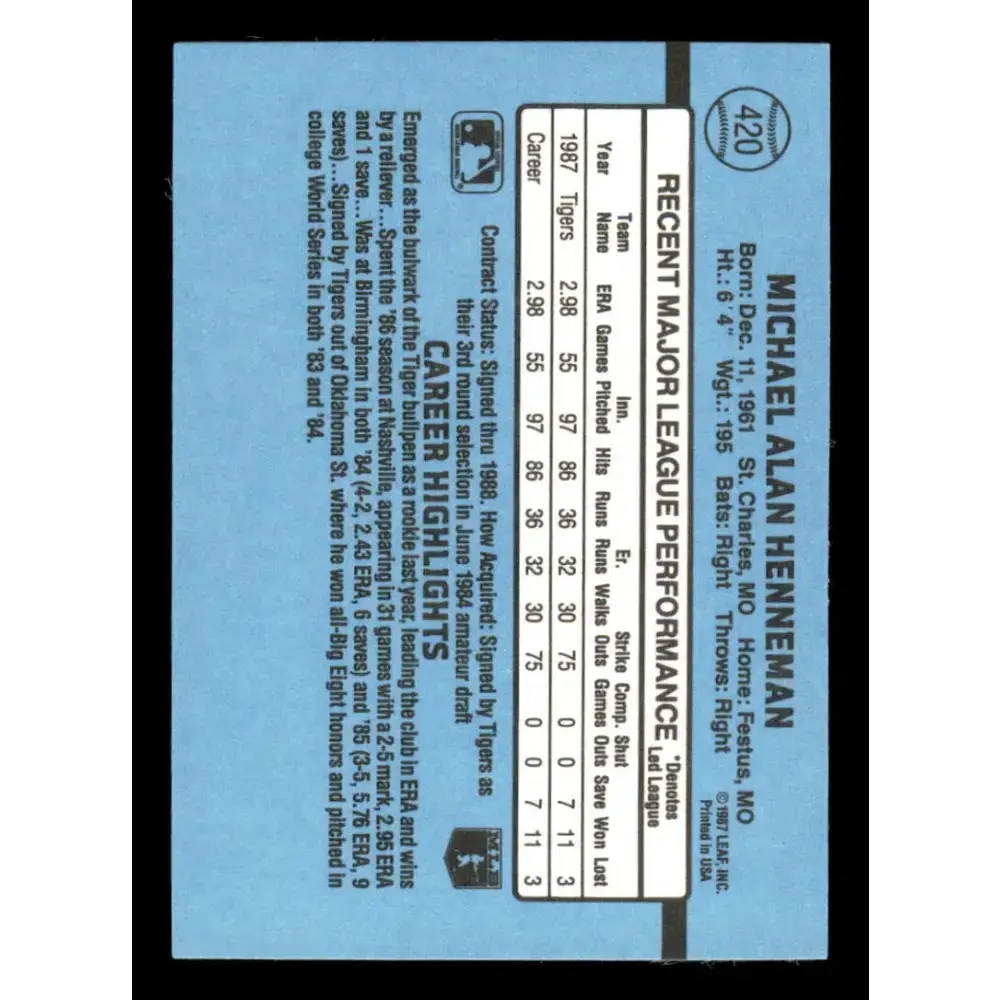 420
MICHAEL ALAN HENNEMAN
Born: Dec. 11, 1961 St. Charles, MO Home: Festus, MO
Ht.: 6'4" Wgt.: 195 Bats: Right Throws: Right
©1987 LEAF, INC.
Printed in USA
RECENT MAJOR LEAGUE PERFORMANCE
*Denotes
Led League
Team Inn. Er. Strike Comp. Shut
Year Name ERA Games Pitched Hits Runs Runs Walks Outs Games Outs Save Won Lost
1987 Tigers 2.98 55 97 86 36 32 30 75 0 0 7 11 3
Career 2.98 55 97 86 36 32 30 75 0 0 7 11 3
Contract Status: Signed thru 1988. How Acquired: Signed by Tigers as
their 3rd round selection in June 1984 amateur draft
MLB
CAREER HIGHLIGHTS
Emerged as the bulwark of the Tiger bullpen as a rookie last year, leading the club in ERA and wins
by a reliever...Spent the '86 season at Nashville, appearing in 31 games with a 2-5 mark, 2.95 ERA
and 1 save...Was at Birmingham in both '84 (4-2, 2.43 ERA, 6 saves) and '85 (3-5, 5.76 ERA, 9
saves)...Signed by Tigers out of Oklahoma St. where he won all-Big Eight honors and pitched in
college World Series in both '83 and '84.